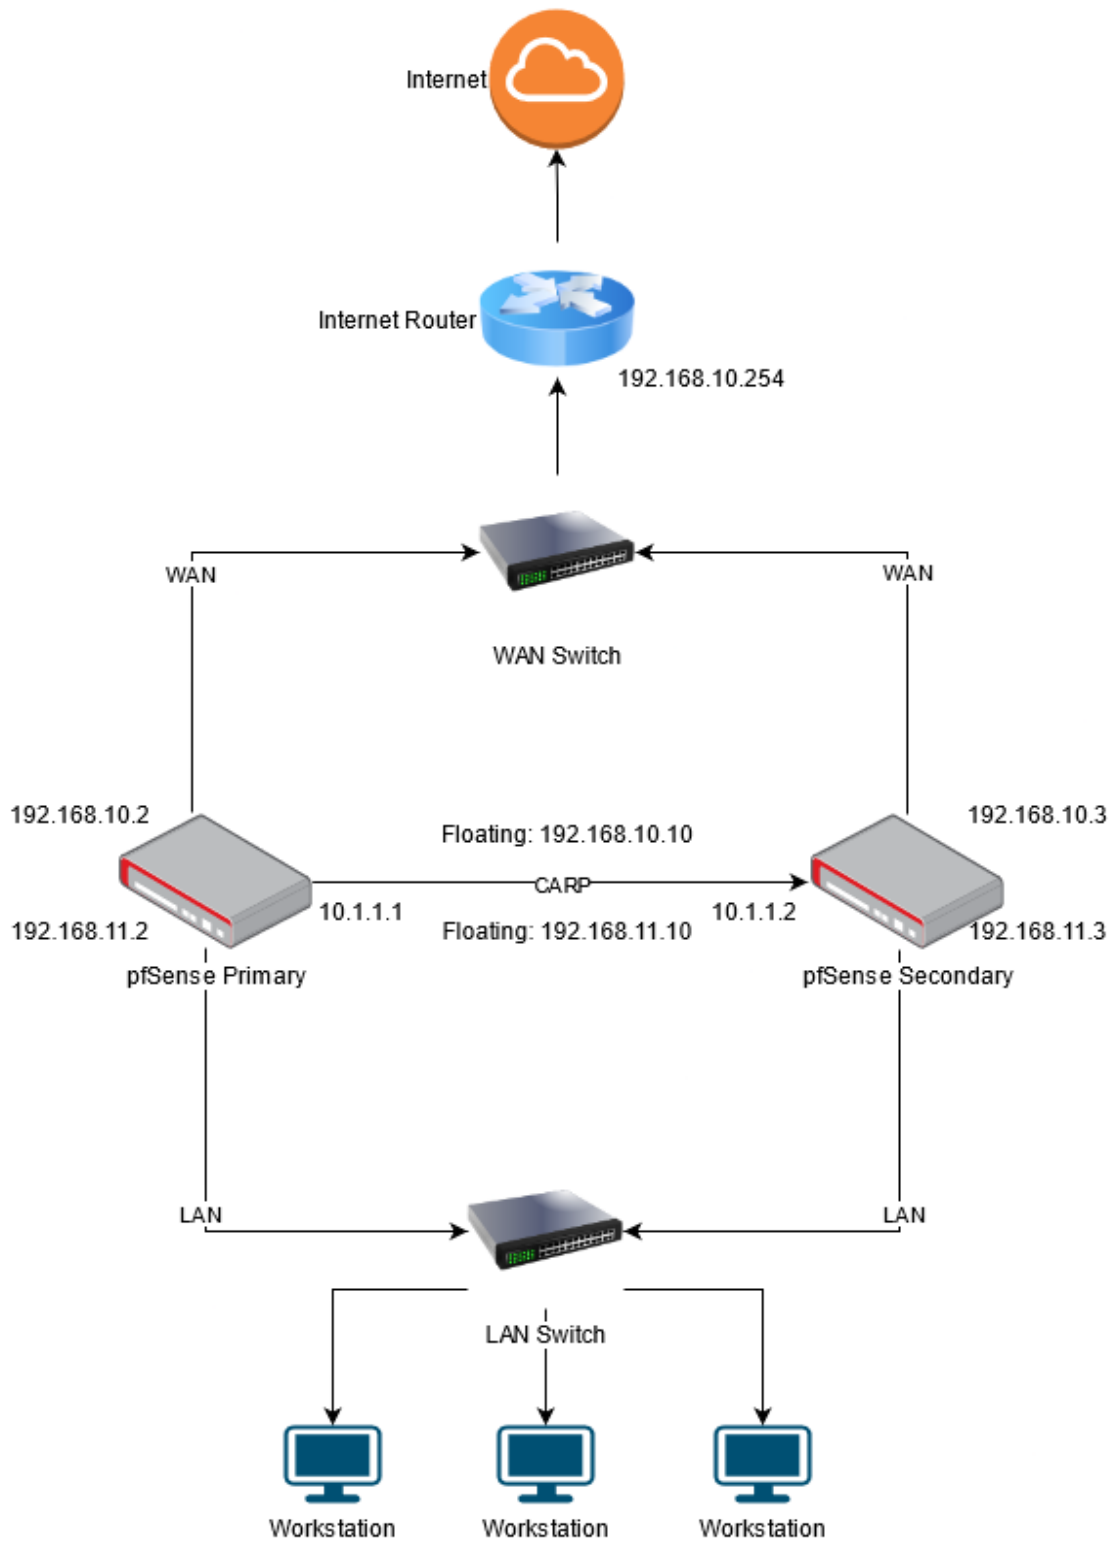 Internet
Internet Router
192.168.10.254
WAN
WAN
WAN Switch
192.168.10.2
192.168.10.3
Floating: 192.168.10.10
CARP
10.1.1.1
10.1.1.2
192.168.11.2
Floating: 192.168.11.10
192.168.11.3
pfSense Primary
pfSense Secondary
LAN
LAN
LAN Switch
Workstation
Workstation
Workstation